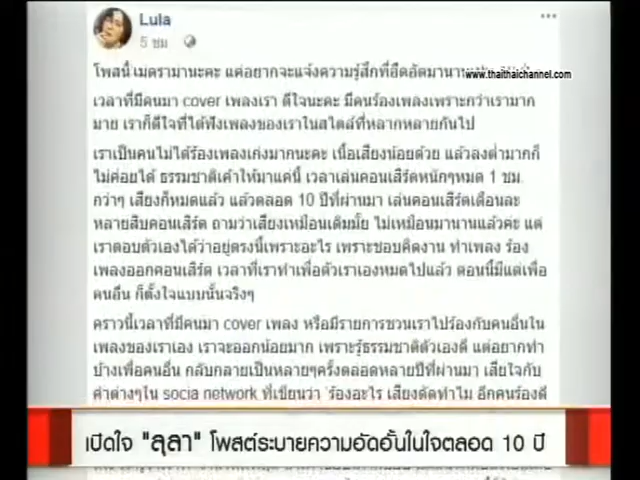 Lula
5 ชม
โพสนี้ไม่ดรามานะคะ แต่อยากจะแจ้งความรู้สึกที่อึดอัดมานาน
www.thaithaichannel.com
เวลาที่มีคนมา cover เพลงเรา ดีใจนะคะ มีคนร้องเพลงเพราะกว่าเรามาก
มาย เราก็ดีใจที่ได้ฟังเพลงของเราในสไตล์ที่หลากหลายกันไป
เราเป็นคนไม่ได้ร้องเพลงเก่งมากนะคะ เนื้อเสียงน้อยด้วย แล้วลงต่ำมากก็
ไม่ค่อยได้ ธรรมชาติเค้าให้มาแค่นี้ เวลาเล่นคอนเสิร์ตหนักๆหมด 1 ชม
กว่าๆ เสียงก็หมดแล้ว แล้วตลอด 10 ปีที่ผ่านมา เล่นคอนเสิร์ตเดือนละ
หลายสิบคอนเสิร์ต ถามว่าเสียงเหมือนเดิมมั้ย ไม่เหมือนมานานแล้วค่ะ แต่
เราตอบตัวเองได้ว่าอยู่ตรงนี้เพราะอะไร เพราะชอบคิดงาน ทำเพลง ร้อง
เพลงออกคอนเสิร์ต เวลาที่เราทำเพื่อตัวเราเองหมดไปแล้ว ตอนนี้มีแต่เพื่อ
คนอื่น ก็ตั้งใจแบบนั้นจริงๆ
คราวนี้เวลาที่มีคนมา cover เพลง หรือมีรายการชวนเราไปร้องกับคนอื่นใน
เพลงของเราเอง เราจะออกน้อยมาก เพราะรู้ธรรมชาติตัวเองดี แต่อยากทำ
บ้างเพื่อคนอื่น กลับกลายเป็นหลายๆครั้งตลอดหลายปีที่ผ่านมา เสียใจกับ
คำต่างๆใน socia network ที่เขียนว่า ร้องอะไร เสียงดัดทำไม อีกคนร้องดี
เปิดใจ "ลุลา" โพสต์ระบายความอัดอั้นในใจตลอด 10 ปี